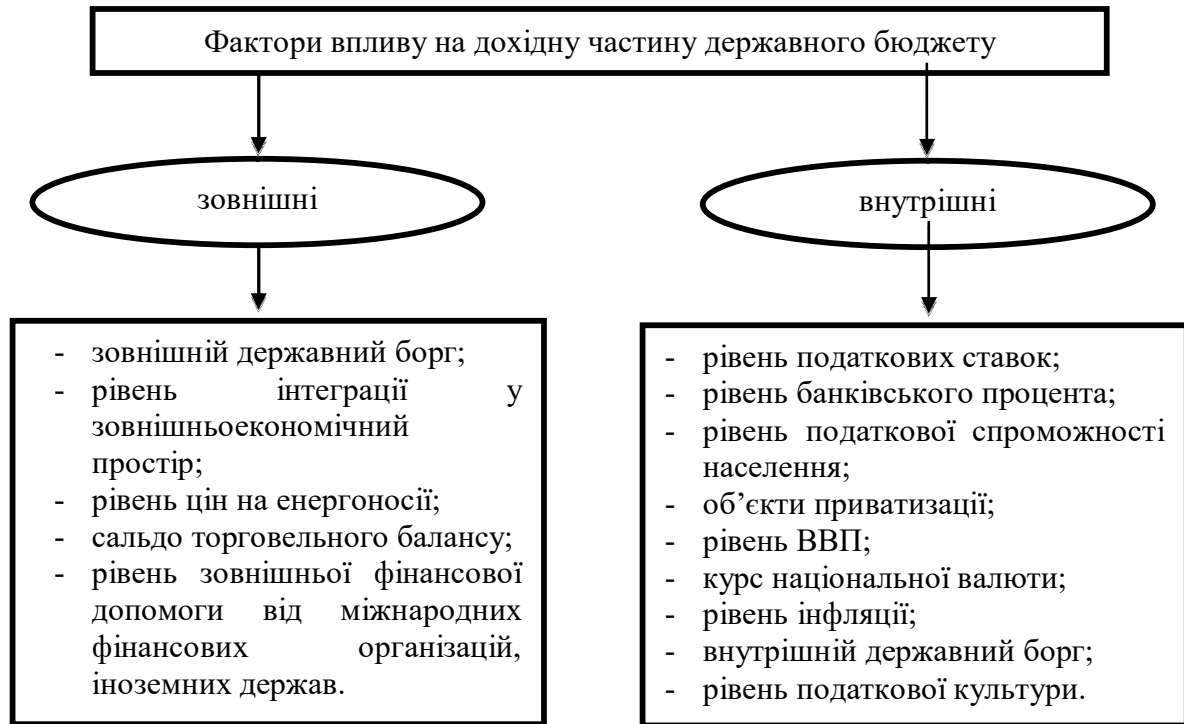 Фактори впливу на дохідну частину державного бюджету
зовнішні
внутрішні
- зовнішній державний борг;
- рівень інтеграції у
зовнішньоекономічний
простір;
- рівень цін на енергоносії;
- сальдо торговельного балансу;
- рівень зовнішньої фінансової
допомоги від міжнародних
фінансових організацій,
іноземних держав.
- рівень податкових ставок;
- рівень банківського процента;
- рівень податкової спроможності
населення;
- об’єкти приватизації;
- рівень ВВП;
- курс національної валюти;
- рівень інфляції;
- внутрішній державний борг;
- рівень податкової культури.